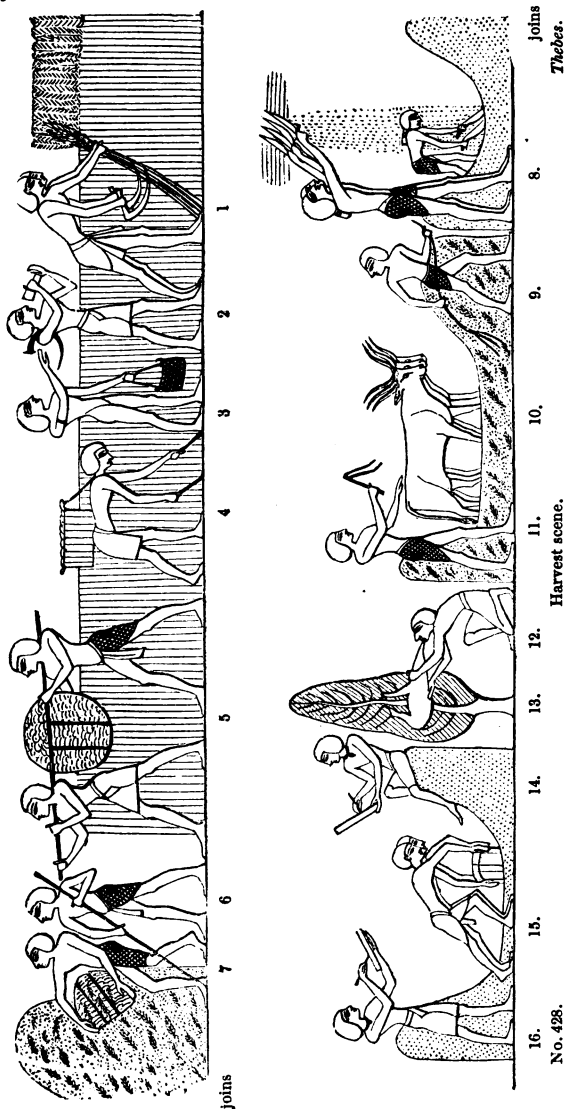 joins 7 6 5 4 3 2 1
16. 15. 14. 13. 12. 11. 10. 9. 8. joins
No. 428. Harvest scene. Thebes.